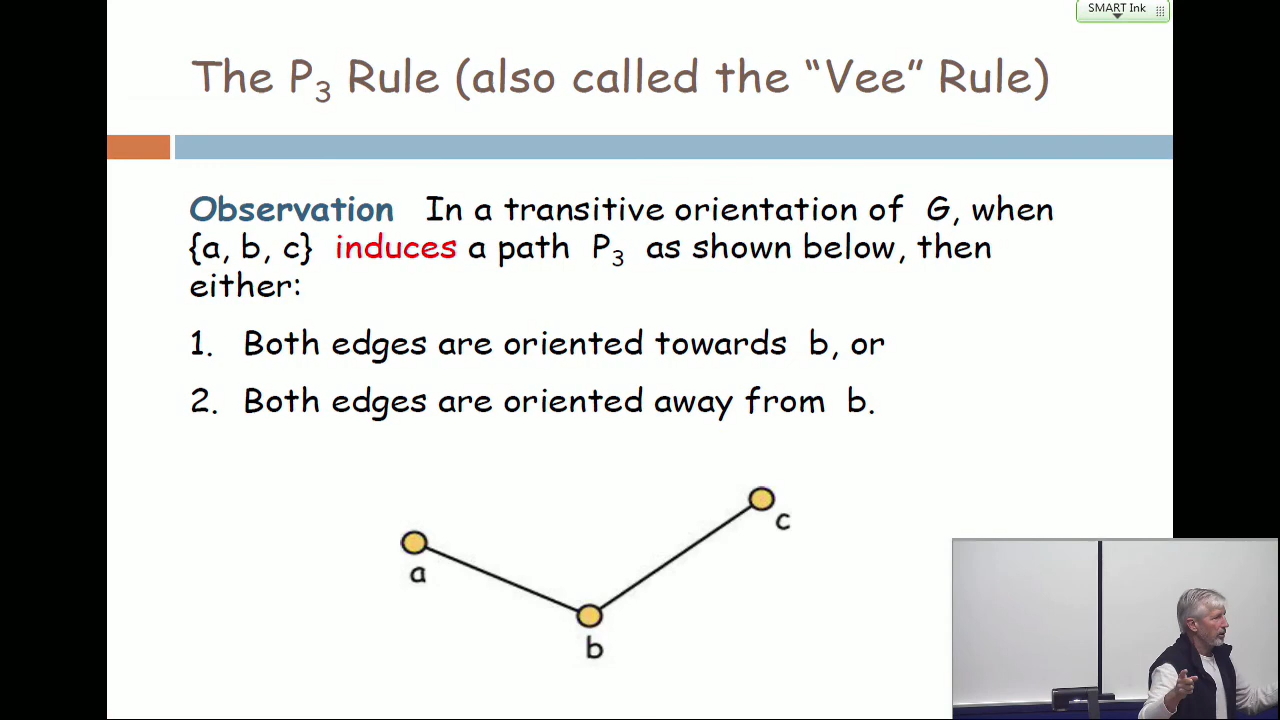 SMART Ink
The P₃ Rule (also called the “Vee” Rule)
Observation In a transitive orientation of G, when
{a, b, c} induces a path P₃ as shown below, then
either:
1. Both edges are oriented towards b, or
2. Both edges are oriented away from b.
c
a
b